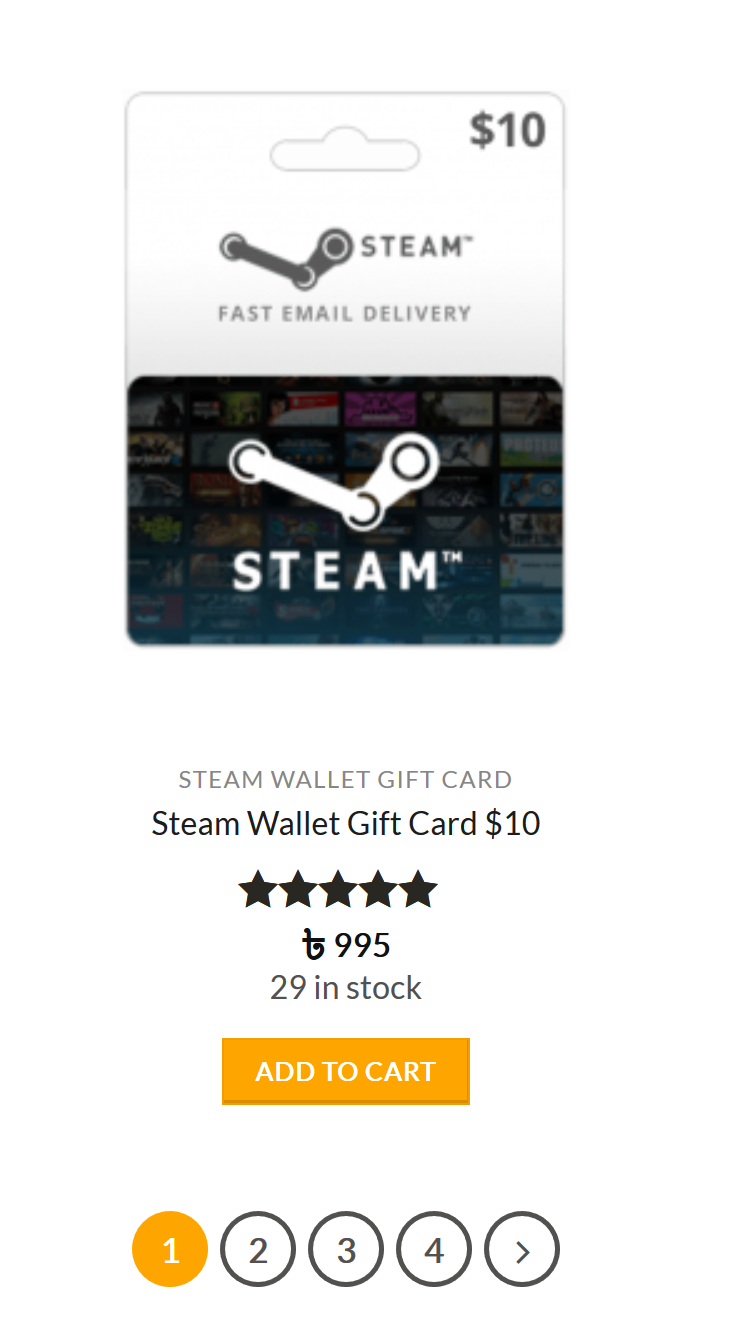 $10
STEAM™
FAST EMAIL DELIVERY
STEAM™
STEAM WALLET GIFT CARD
Steam Wallet Gift Card $10
৳ 995
29 in stock
ADD TO CART
1 2 3 4